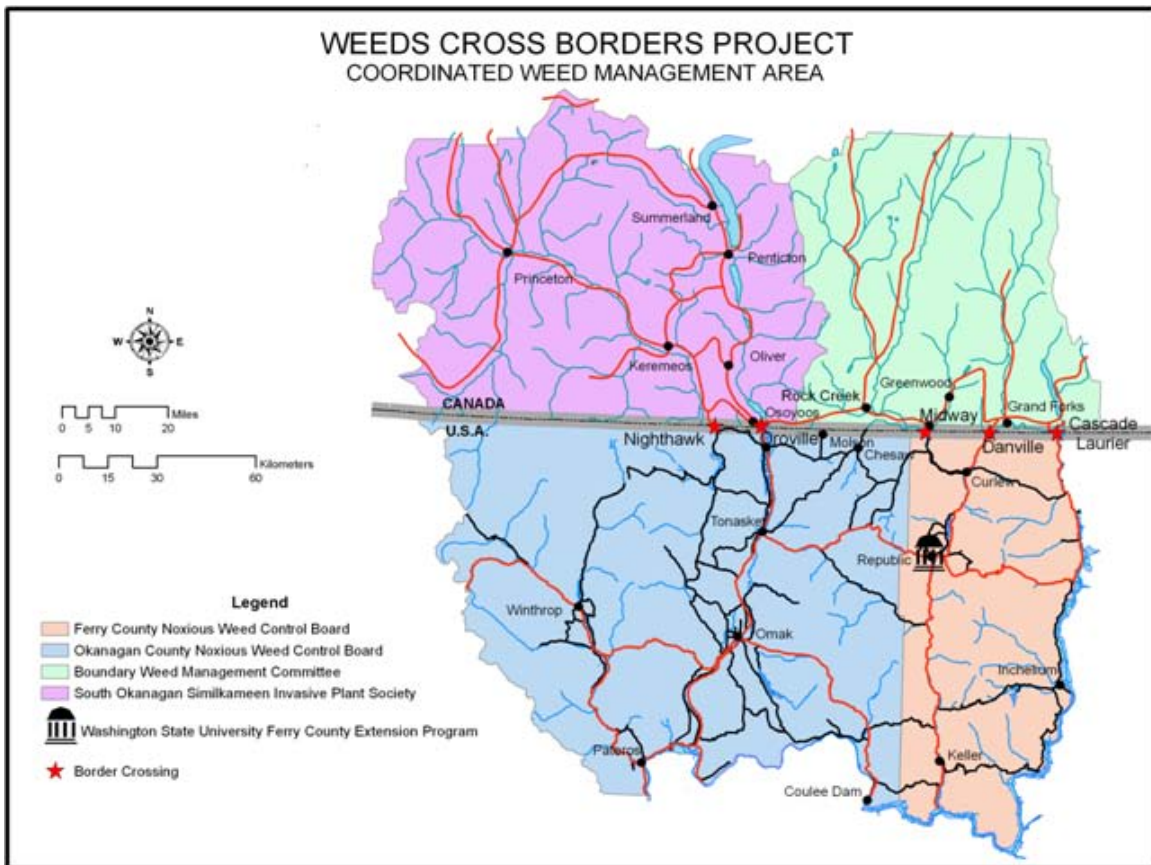 WEEDS CROSS BORDERS PROJECT
COORDINATED WEED MANAGEMENT AREA
Summerland
Penticton
Princeton
Keremeos
Oliver
Greenwood
Rock Creek
CANADA
Osoyoos
Midway
Grand Forks
Cascade
U.S.A.
Nighthawk
Oroville
Molson
Chesaw
Danville
Laurier
Curlew
Tonasket
Republic
Winthrop
Omak
Inchelium
Pateros
Keller
Coulee Dam
N
W E
S
Miles
0 5 10 20
Kilometers
0 15 30 60
Legend
Ferry County Noxious Weed Control Board
Okanagan County Noxious Weed Control Board
Boundary Weed Management Committee
South Okanagan Similkameen Invasive Plant Society
Washington State University Ferry County Extension Program
Border Crossing